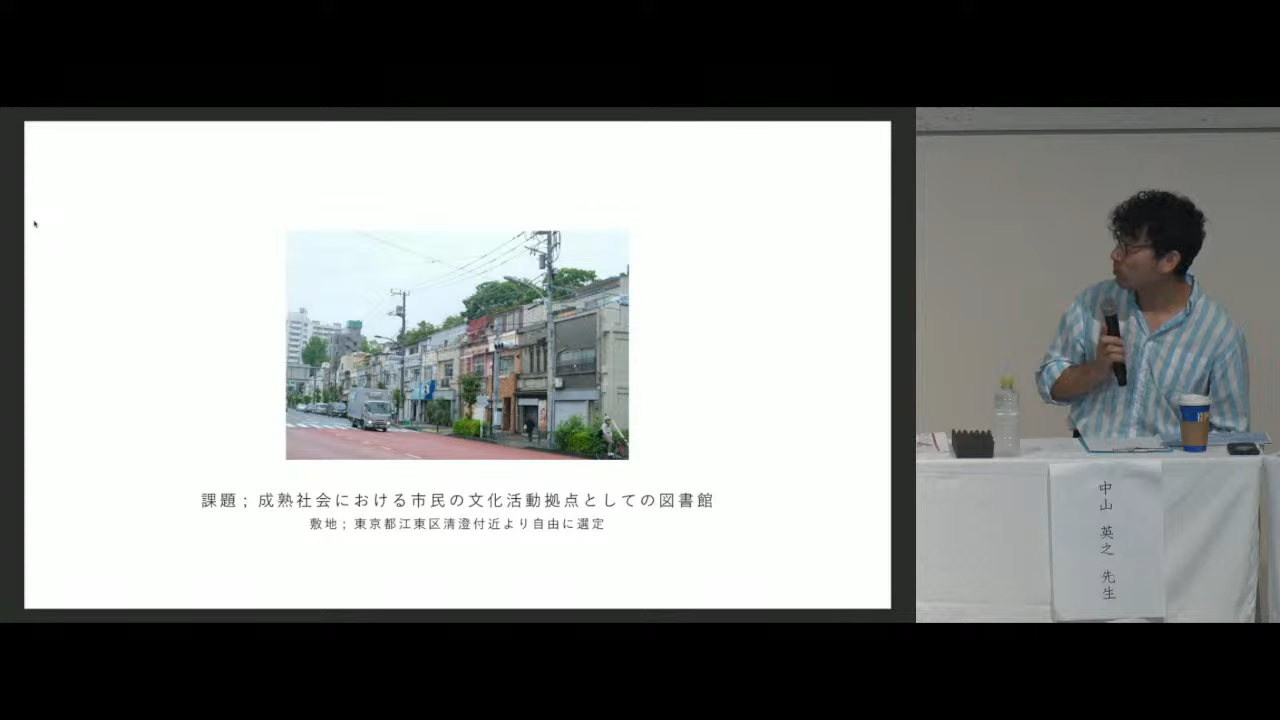 課題；成熟社会における市民の文化活動拠点としての図書館
敷地；東京都江東区清澄付近より自由に選定
中山 英之 先生